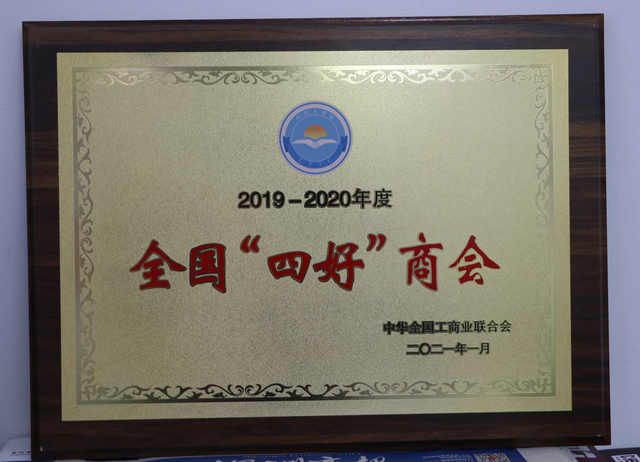 2019－2020年度
全国“四好”商会
中华全国工商业联合会
二〇二一年一月